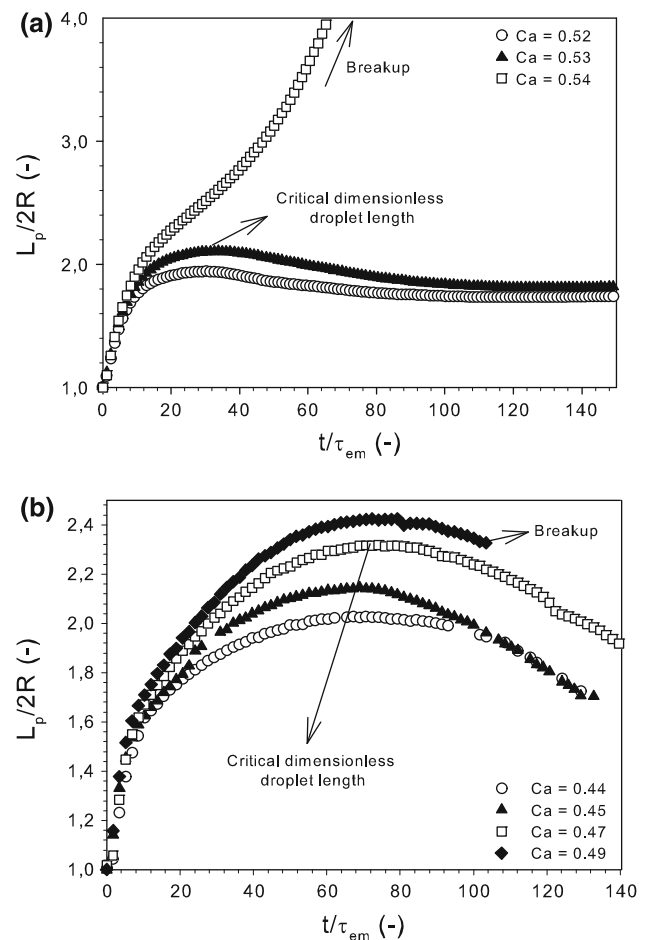 (a)
4,0
3,0
2,0
1,0
L_p/2R (-)
Breakup
Ca = 0.52
Ca = 0.53
Ca = 0.54
Critical dimensionless
droplet length
0 20 40 60 80 100 120 140
t/τ_em (-)
(b)
2,4
2,2
2,0
1,8
1,6
1,4
1,2
1,0
L_p/2R (-)
Breakup
Critical dimensionless
droplet length
Ca = 0.44
Ca = 0.45
Ca = 0.47
Ca = 0.49
0 20 40 60 80 100 120 140
t/τ_em (-)